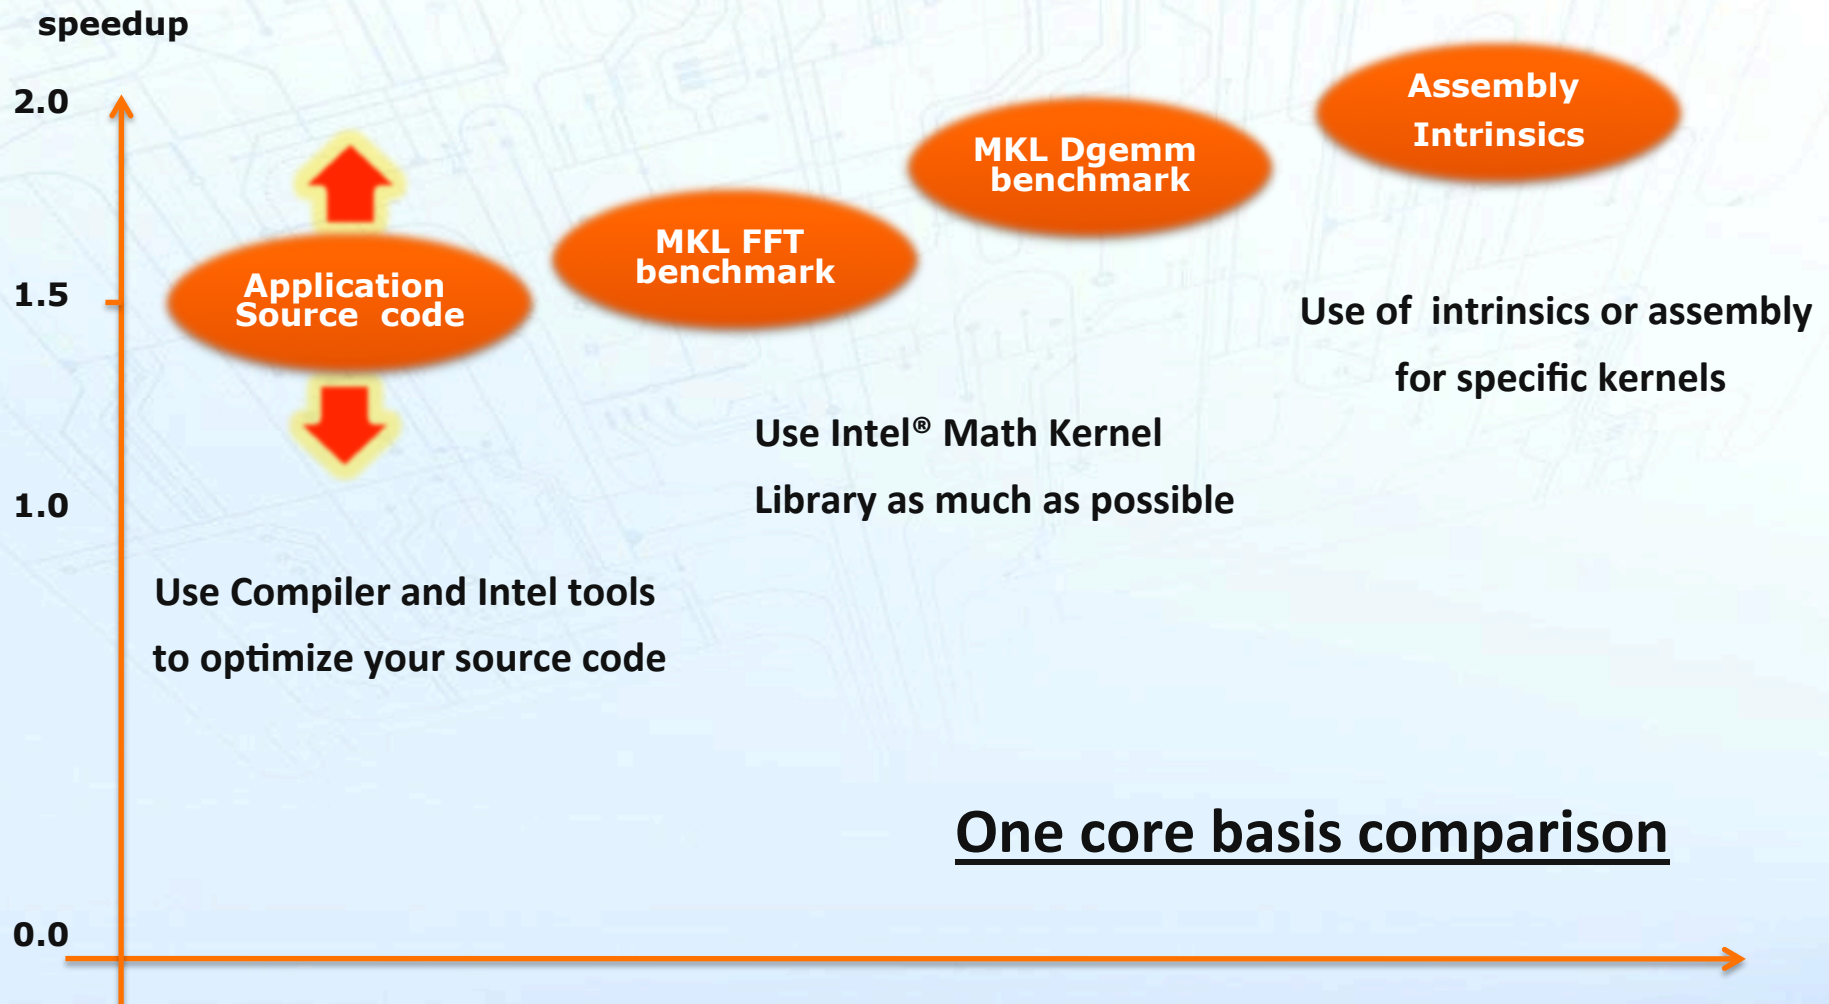 speedup
2.0
1.5
1.0
0.0
Application
Source code
MKL FFT
benchmark
MKL Dgemm
benchmark
Assembly
Intrinsics
Use of intrinsics or assembly
for specific kernels
Use Intel® Math Kernel
Library as much as possible
Use Compiler and Intel tools
to optimize your source code
One core basis comparison